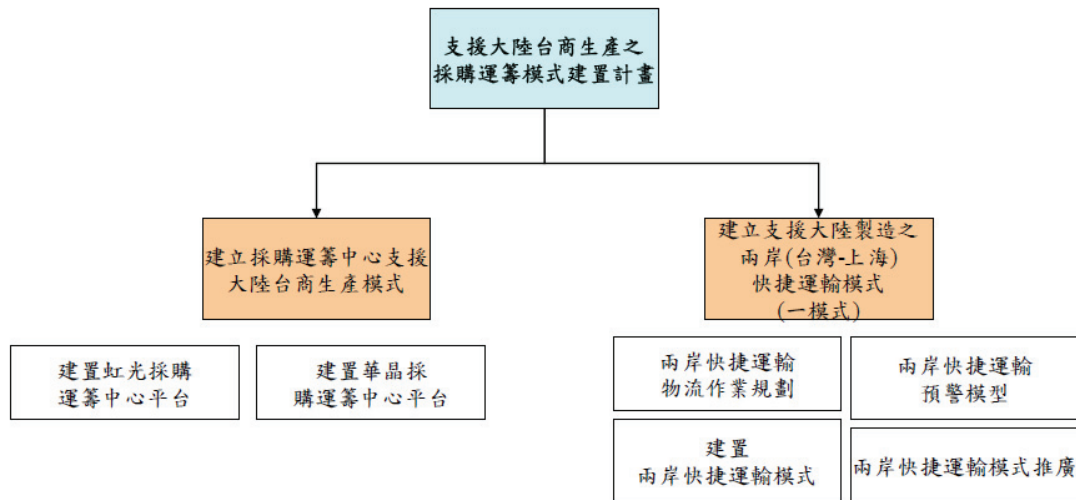 支援大陸台商生產之
採購運籌模式建置計畫
建立採購運籌中心支援
大陸台商生產模式
建立支援大陸製造之
兩岸(台灣-上海)
快捷運輸模式
(一模式)
建置虹光採購
運籌中心平台
建置華晶採
購運籌中心平台
兩岸快捷運輸
物流作業規劃
兩岸快捷運輸
預警模型
建置
兩岸快捷運輸模式
兩岸快捷運輸模式推廣